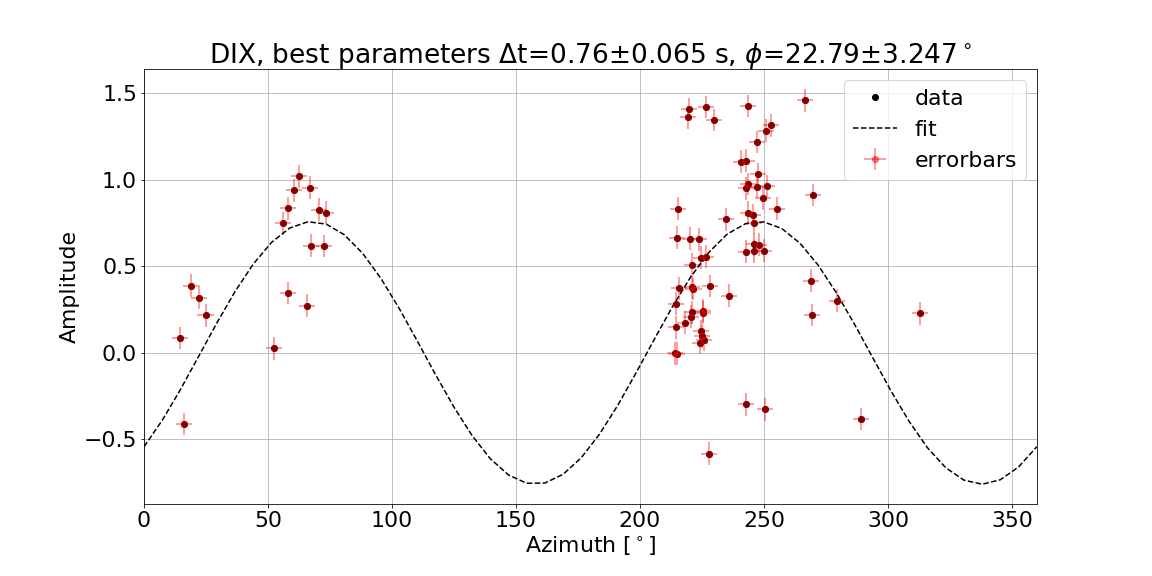 DIX, best parameters Δt=0.76±0.065 s, ϕ=22.79±3.247°
data
fit
errorbars
1.5
1.0
0.5
0.0
−0.5
Amplitude
0
50
100
150
200
250
300
350
Azimuth [°]